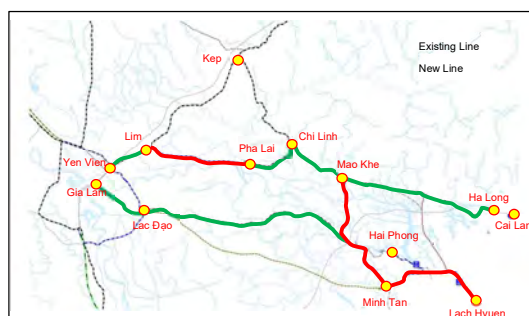 Existing Line
Kep
New Line
Lim
Chi Linh
Pha Lai
Yen Vien
Mao Khe
Gia Lam
Ha Long
Lac Đạo
Cai Lan
Hai Phong
Minh Tan
Lach Hyuen